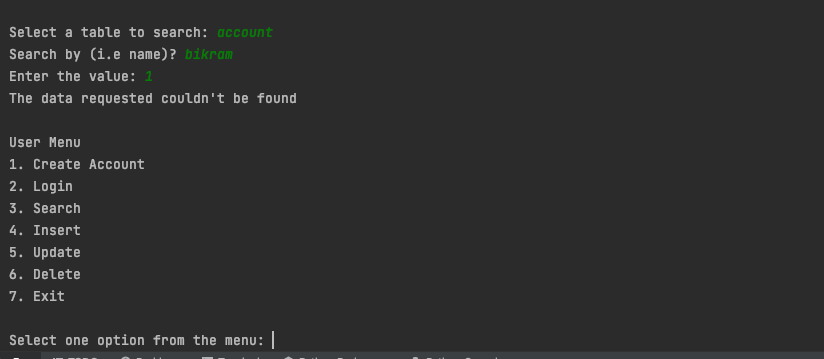 Select a table to search: account
Search by (i.e name)? bikram
Enter the value: 1
The data requested couldn't be found
User Menu
1. Create Account
2. Login
3. Search
4. Insert
5. Update
6. Delete
7. Exit
Select one option from the menu: